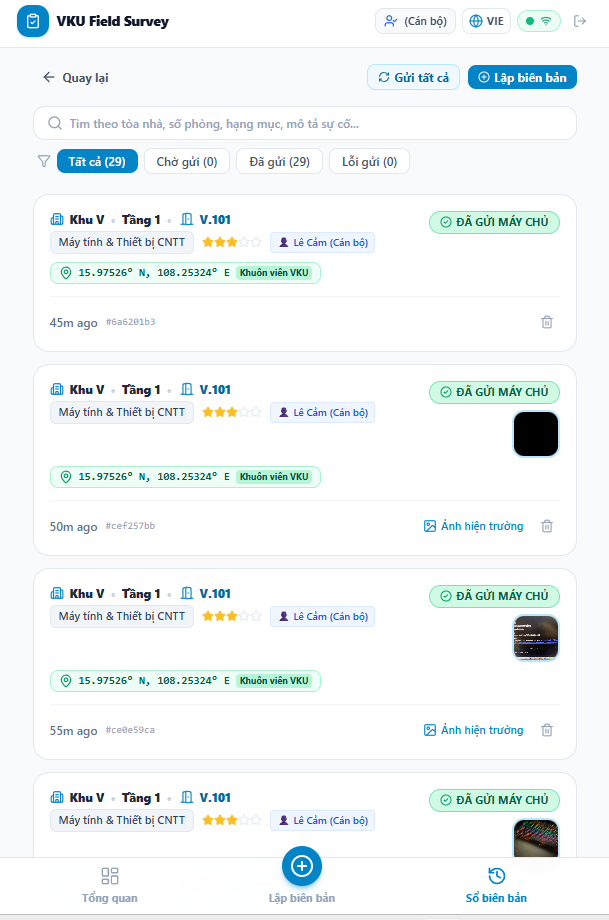 VKU Field Survey
(Cán bộ)
VIE
Quay lại
Gửi tất cả
Lập biên bản
Tìm theo tòa nhà, số phòng, hạng mục, mô tả sự cố...
Tất cả (29)
Chờ gửi (0)
Đã gửi (29)
Lỗi gửi (0)
Khu V • Tầng 1 • V.101
ĐÃ GỬI MÁY CHỦ
Máy tính & Thiết bị CNTT
Lê Cảm (Cán bộ)
15.97526° N, 108.25324° E Khuôn viên VKU
45m ago #6a6201b3
Khu V • Tầng 1 • V.101
ĐÃ GỬI MÁY CHỦ
Máy tính & Thiết bị CNTT
Lê Cảm (Cán bộ)
15.97526° N, 108.25324° E Khuôn viên VKU
50m ago #cef257bb
Ảnh hiện trường
Khu V • Tầng 1 • V.101
ĐÃ GỬI MÁY CHỦ
Máy tính & Thiết bị CNTT
Lê Cảm (Cán bộ)
15.97526° N, 108.25324° E Khuôn viên VKU
55m ago #ce0e59ca
Ảnh hiện trường
Khu V • Tầng 1 • V.101
ĐÃ GỬI MÁY CHỦ
Máy tính & Thiết bị CNTT
Lê Cảm (Cán bộ)
Tổng quan
Lập biên bản
Sổ biên bản